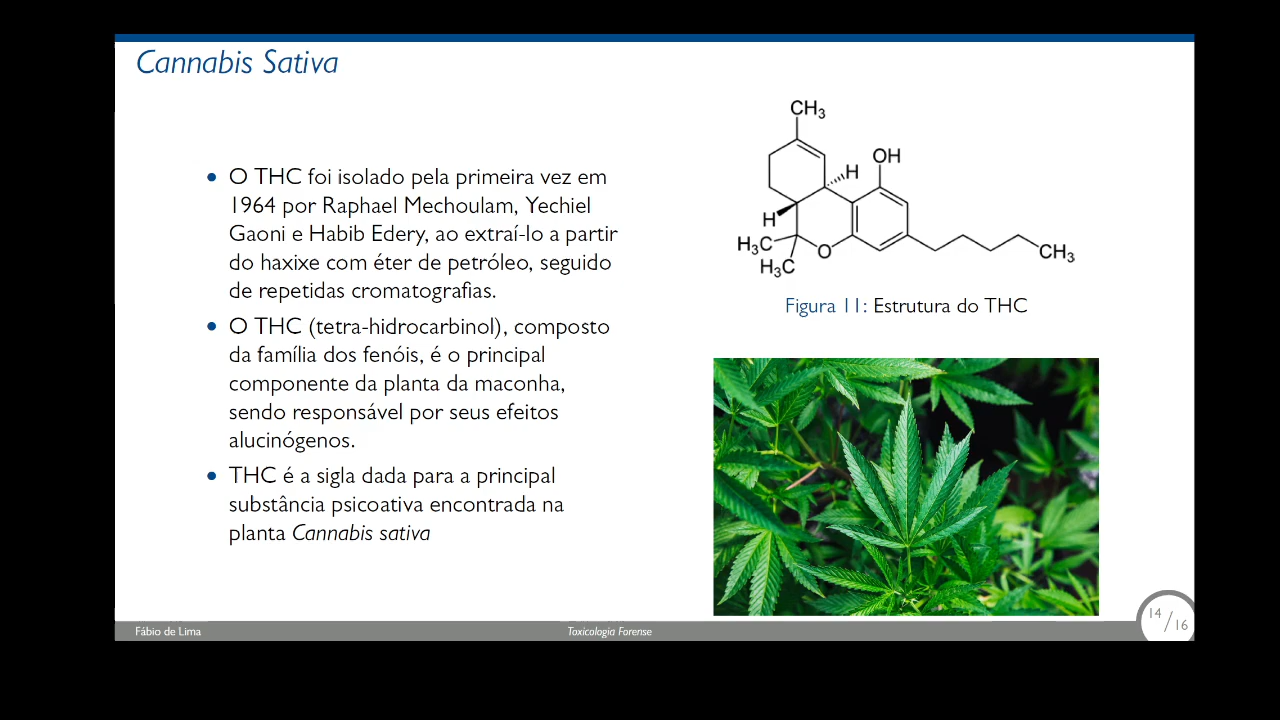 Cannabis Sativa
O THC foi isolado pela primeira vez em
1964 por Raphael Mechoulam, Yechiel
Gaoni e Habib Edery, ao extraí-lo a partir
do haxixe com éter de petróleo, seguido
de repetidas cromatografias.
O THC (tetra-hidrocarbinol), composto
da família dos fenóis, é o principal
componente da planta da maconha,
sendo responsável por seus efeitos
alucinógenos.
THC é a sigla dada para a principal
substância psicoativa encontrada na
planta Cannabis sativa
CH₃
OH
H
H
H₃C
O
CH₃
H₃C
Figura 11: Estrutura do THC
Fábio de Lima
Toxicologia Forense
14/16